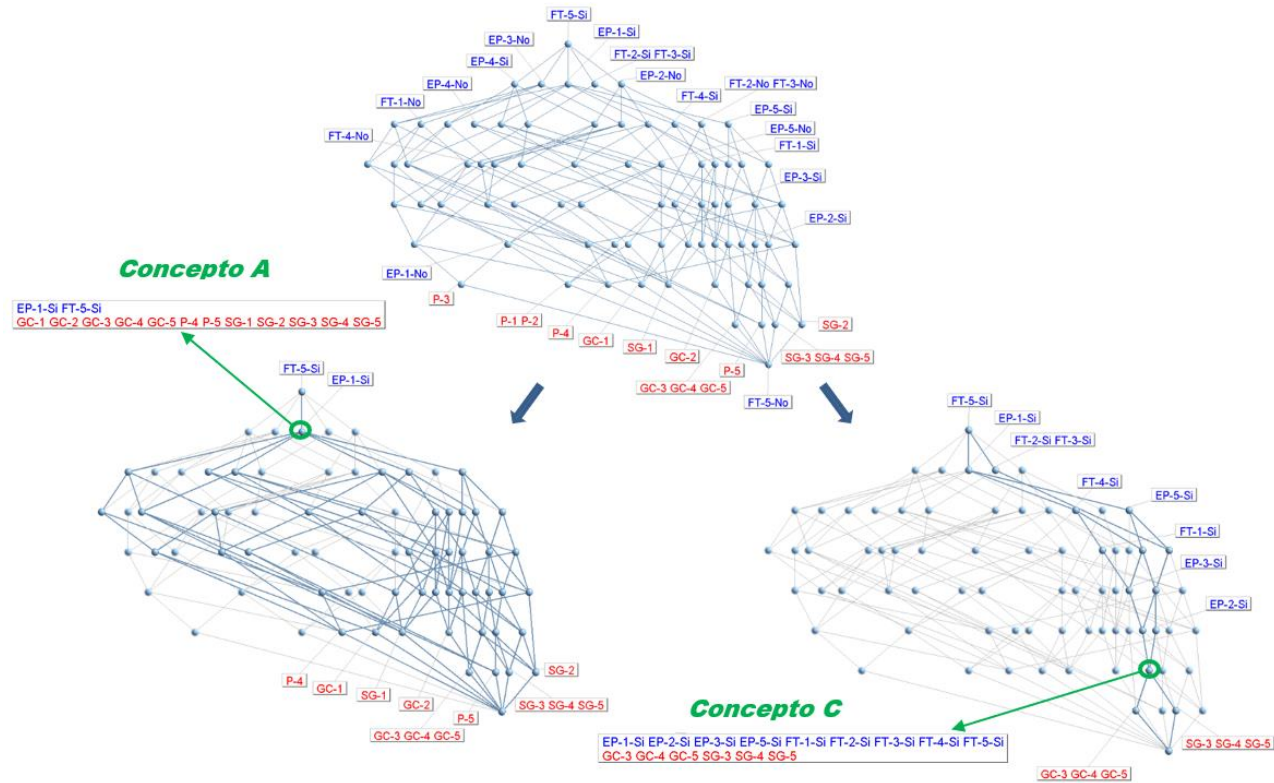 FT-5-Si
EP-3-No
EP-1-Si
EP-4-Si
FT-2-Si FT-3-Si
EP-4-No
EP-2-No
FT-1-No
FT-4-Si
FT-2-No FT-3-No
EP-5-Si
FT-4-No
EP-5-No
FT-1-Si
EP-3-Si
EP-2-Si
EP-1-No
P-3
P-1 P-2
P-4
GC-1
SG-1
GC-2
SG-2
SG-3 SG-4 SG-5
P-5
GC-3 GC-4 GC-5
FT-5-No
Concepto A
EP-1-Si FT-5-Si
GC-1 GC-2 GC-3 GC-4 GC-5 P-4 P-5 SG-1 SG-2 SG-3 SG-4 SG-5
FT-5-Si
EP-1-Si
P-4
GC-1
SG-1
GC-2
SG-2
P-5
SG-3 SG-4 SG-5
GC-3 GC-4 GC-5
FT-5-Si
EP-1-Si
FT-2-Si FT-3-Si
FT-4-Si
EP-5-Si
FT-1-Si
EP-3-Si
EP-2-Si
Concepto C
EP-1-Si EP-2-Si EP-3-Si EP-5-Si FT-1-Si FT-2-Si FT-3-Si FT-4-Si FT-5-Si
GC-3 GC-4 GC-5 SG-3 SG-4 SG-5
SG-3 SG-4 SG-5
GC-3 GC-4 GC-5